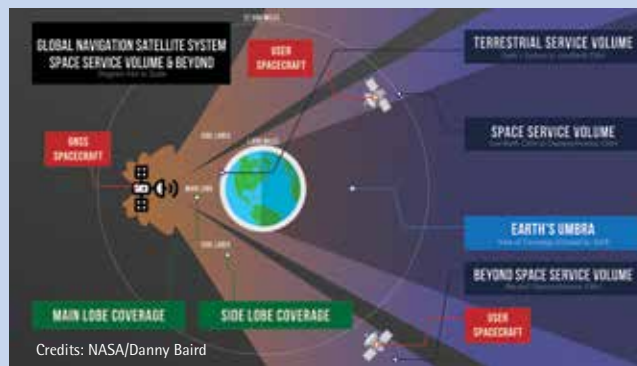 GLOBAL NAVIGATION SATELLITE SYSTEM
SPACE SERVICE VOLUME & BEYOND
USER
SPACECRAFT
TERRESTRIAL SERVICE VOLUME
GNSS
SPACECRAFT
SIDE LOBES
SPACE SERVICE VOLUME
MAIN LOBE
EARTH'S UMBRA
SIDE LOBES
BEYOND SPACE SERVICE VOLUME
MAIN LOBE COVERAGE
SIDE LOBE COVERAGE
USER
SPACECRAFT
Credits: NASA/Danny Baird